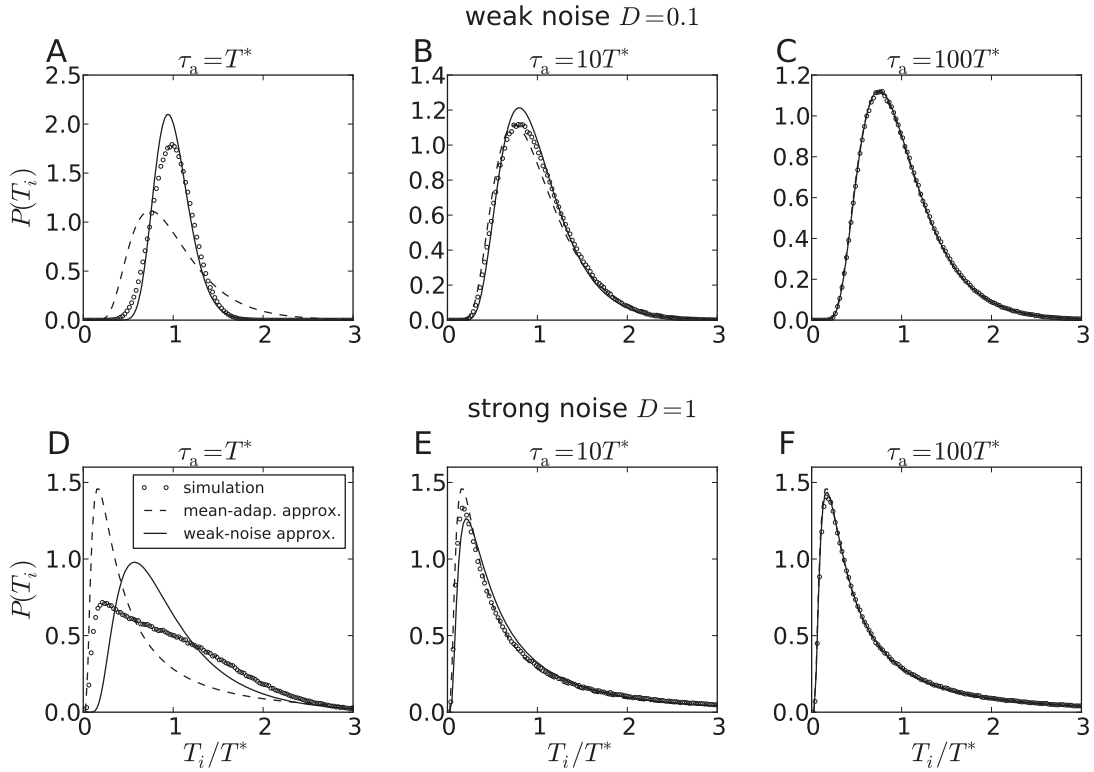 weak noise D=0.1
A
B
C
τₐ=T*
τₐ=10T*
τₐ=100T*
2.5
2.0
1.5
1.0
0.5
0.0
P(Tᵢ)
0 1 2 3
1.4
1.2
1.0
0.8
0.6
0.4
0.2
0.0
0 1 2 3
1.2
1.0
0.8
0.6
0.4
0.2
0.0
0 1 2 3
strong noise D=1
D
E
F
τₐ=T*
τₐ=10T*
τₐ=100T*
simulation
mean-adap. approx.
weak-noise approx.
1.5
1.0
0.5
0.0
P(Tᵢ)
0 1 2 3
Tᵢ/T*
1.5
1.0
0.5
0.0
0 1 2 3
Tᵢ/T*
1.5
1.0
0.5
0.0
0 1 2 3
Tᵢ/T*